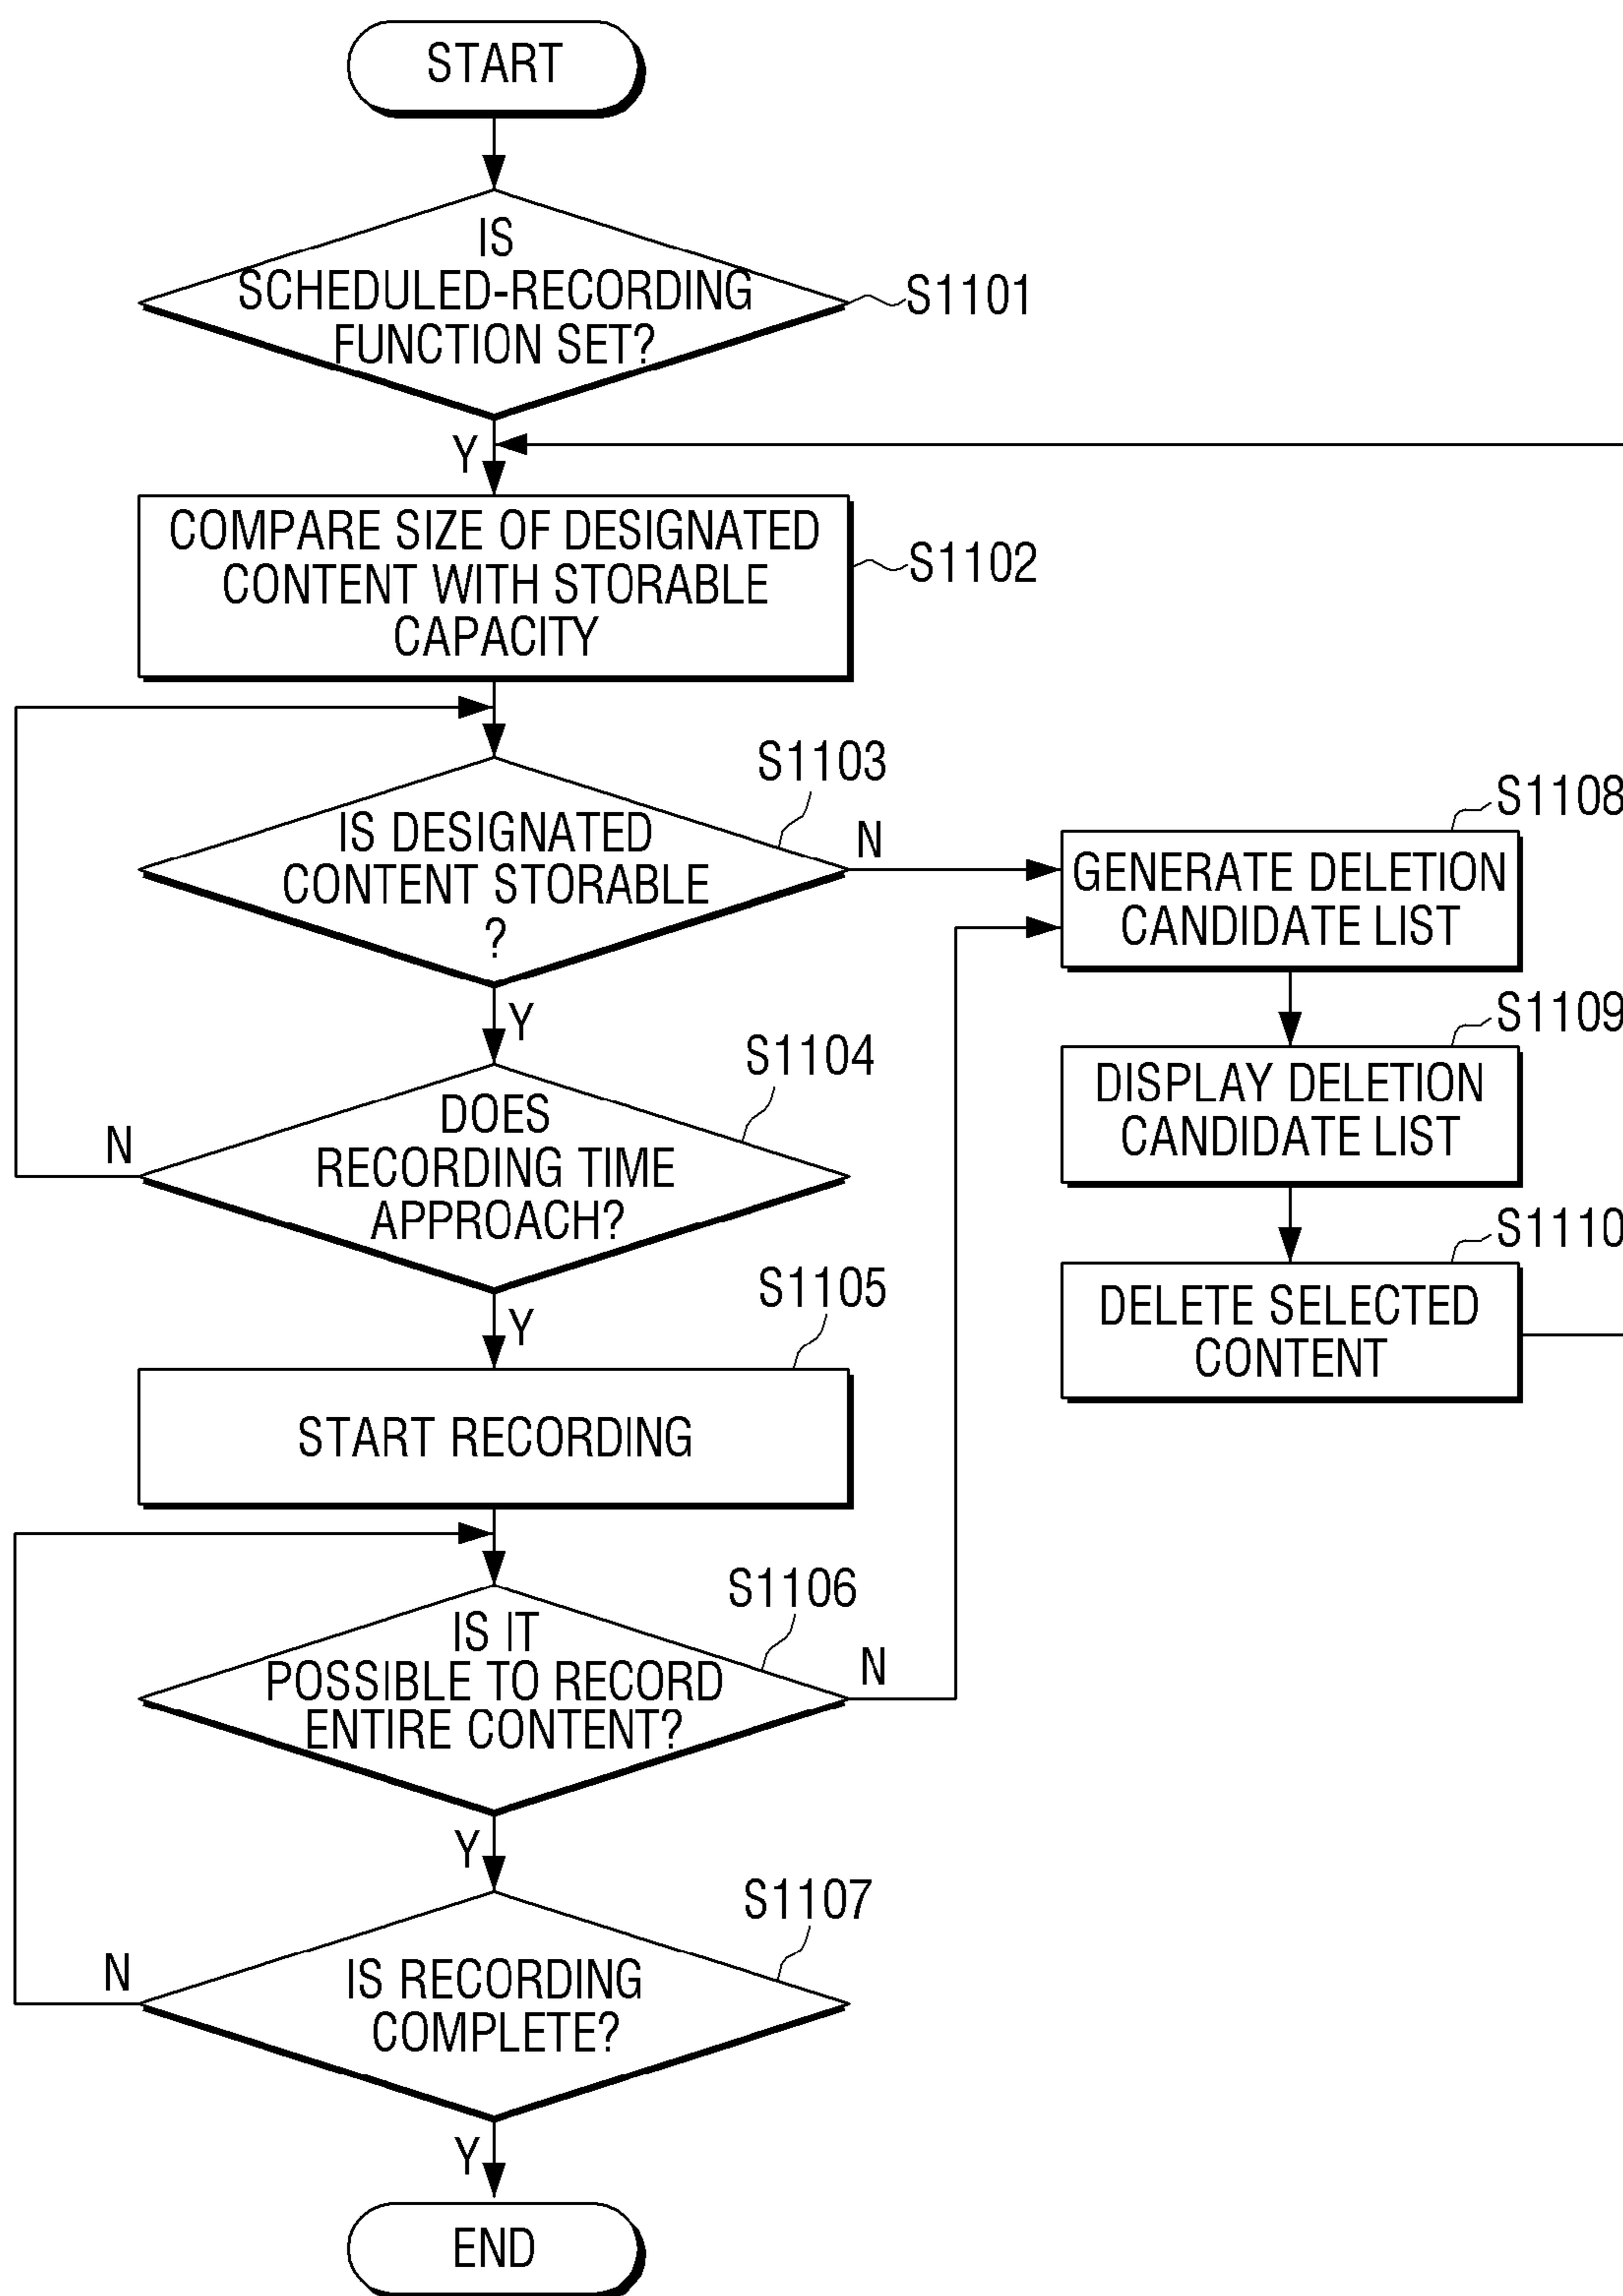 START
IS
SCHEDULED-RECORDING
FUNCTION SET?
S1101
Y
COMPARE SIZE OF DESIGNATED
CONTENT WITH STORABLE
CAPACITY
S1102
S1103
IS DESIGNATED
CONTENT STORABLE
?
N
Y
S1104
DOES
RECORDING TIME
APPROACH?
N
Y
S1105
START RECORDING
S1106
IS IT
POSSIBLE TO RECORD
ENTIRE CONTENT?
N
Y
S1107
IS RECORDING
COMPLETE?
N
Y
END
S1108
GENERATE DELETION
CANDIDATE LIST
S1109
DISPLAY DELETION
CANDIDATE LIST
S1110
DELETE SELECTED
CONTENT